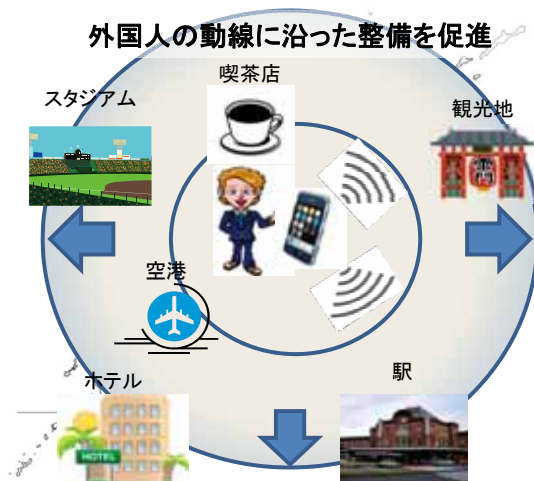 外国人の動線に沿った整備を促進
喫茶店
スタジアム
観光地
空港
ホテル
駅
HOTEL